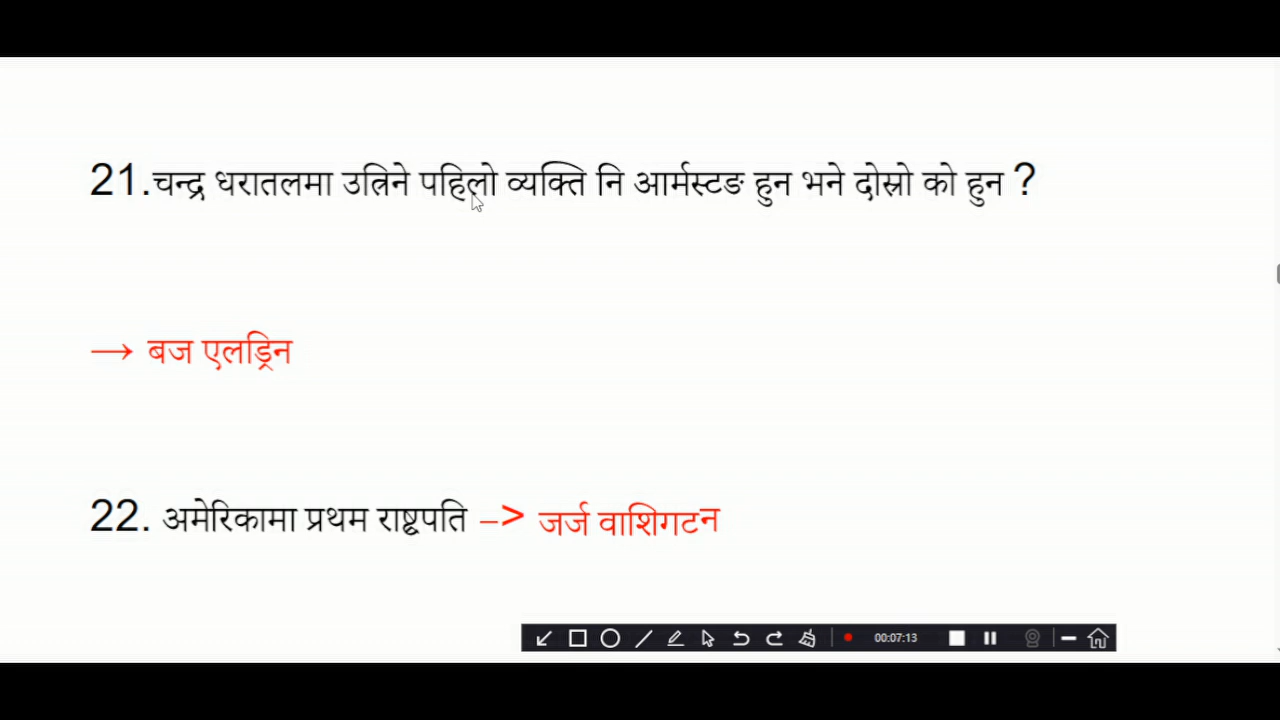 21.चन्द्र धरातलमा उत्रिने पहिलो व्यक्ति नि आर्मस्टङ हुन भने दोस्रो को हुन ?
→ बज एलड्रिन
22. अमेरिकामा प्रथम राष्ट्रपति –> जर्ज वाशिगटन
00:07:13